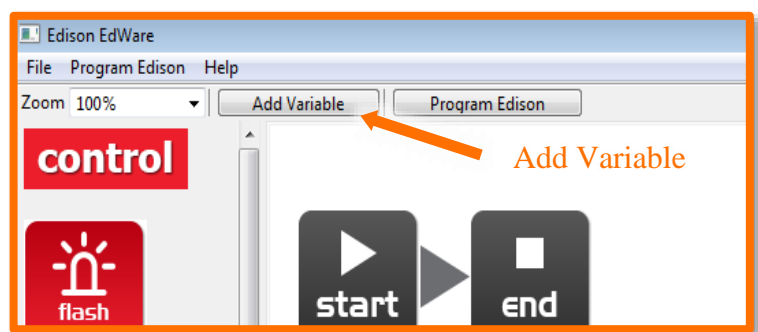 Edison EdWare
File Program Edison Help
Zoom 100% Add Variable Program Edison
control
Add Variable
flash
start
end